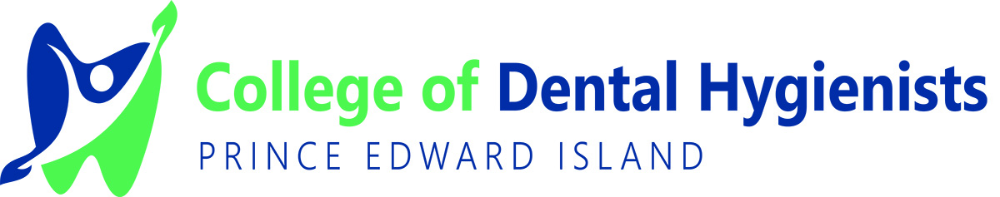 College of Dental Hygienists
PRINCE EDWARD ISLAND